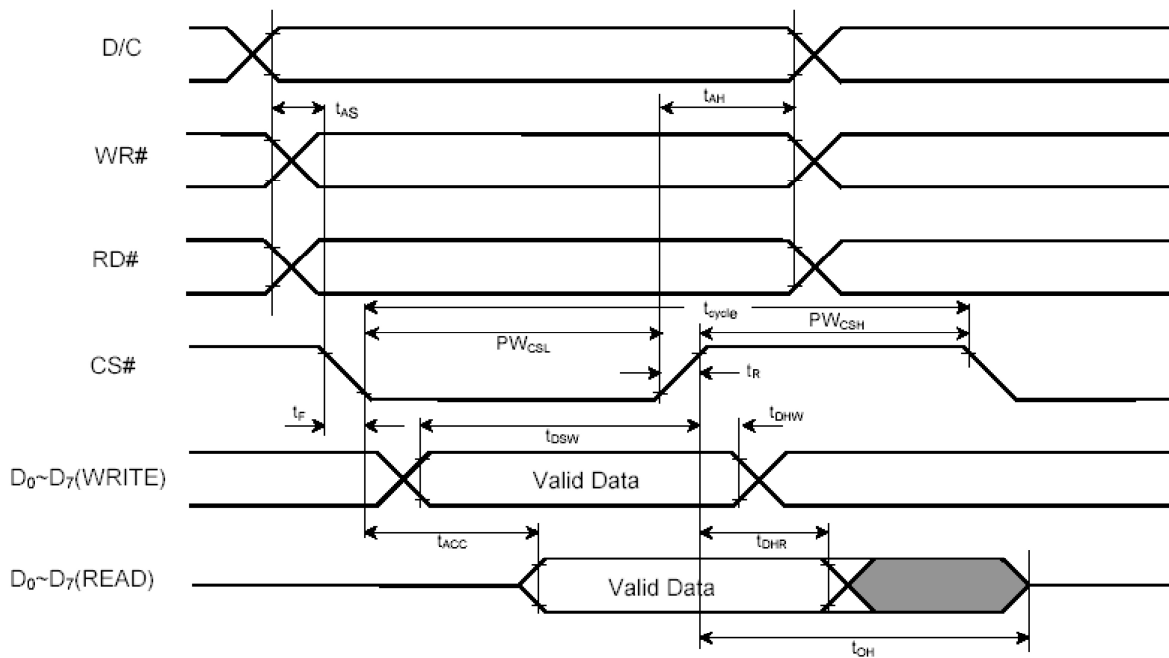 D/C
tAS
tAH
WR#
RD#
tcycle
PWCSL
PWCSH
CS#
tR
tF
tDSW
tDHW
D0~D7(WRITE)
Valid Data
tACC
tDHR
D0~D7(READ)
Valid Data
tOH